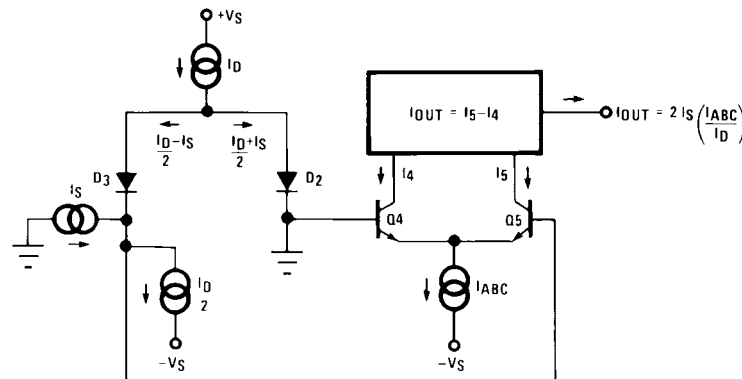 +VS
ID
IOUT = I5–I4
IOUT = 2 IS (IABC/ID)
ID/2 –IS
ID/2 +IS
D3
D2
IS
I4
I5
Q4
Q5
ID
2
IABC
–VS
–VS